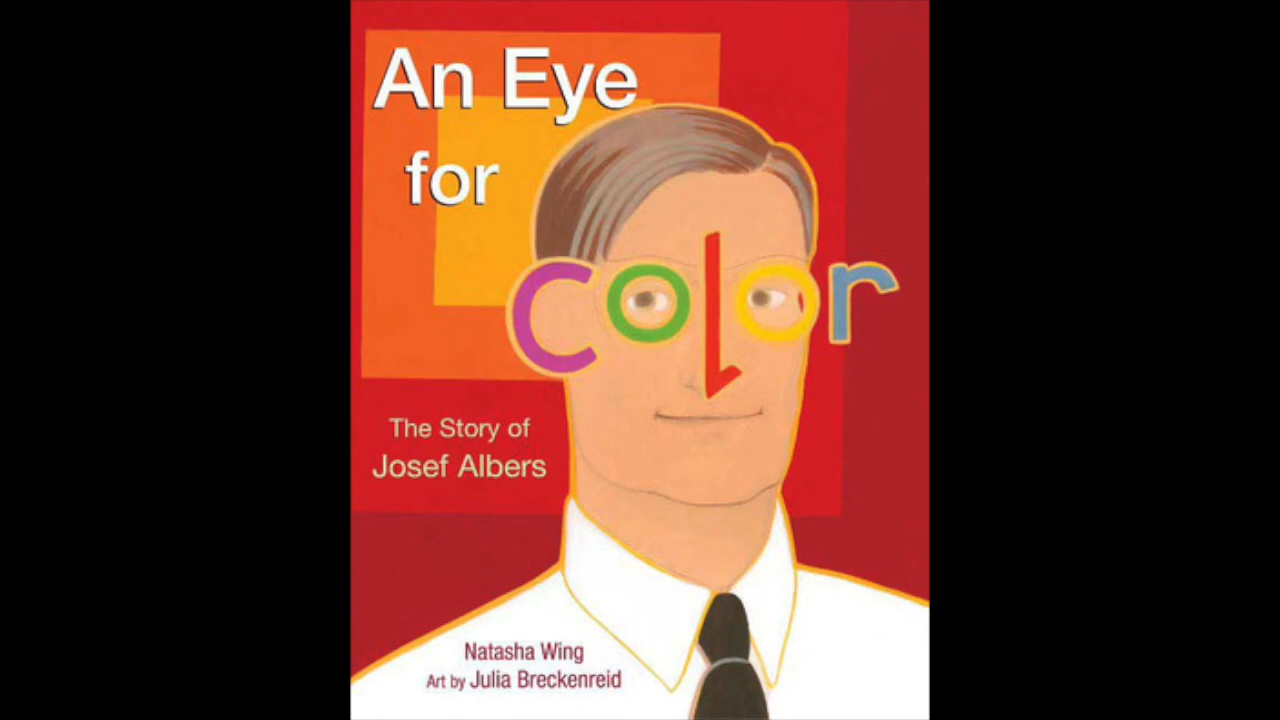 An Eye
for
color
The Story of
Josef Albers
Natasha Wing
Art by Julia Breckenreid